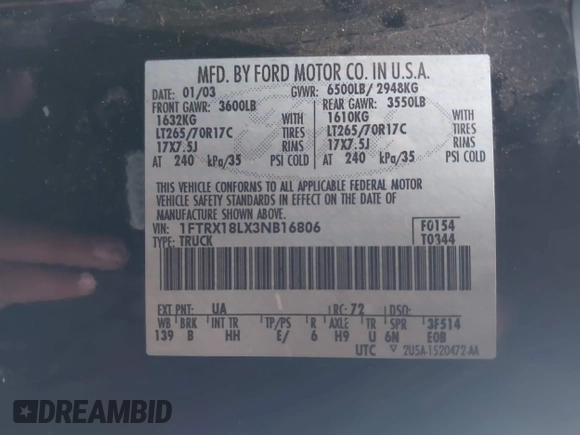 MFD. BY FORD MOTOR CO. IN U.S.A.
DATE: 01/03 GVWR: 6500LB/ 2948KG
FRONT GAWR: 3600LB REAR GAWR: 3550LB
1632KG 1610KG
LT265/70R17C TIRES LT265/70R17C TIRES
17X7.5J RIMS 17X7.5J RIMS
AT 240 kPa/35 PSI COLD AT 240 kPa/35 PSI COLD
THIS VEHICLE CONFORMS TO ALL APPLICABLE FEDERAL MOTOR
VEHICLE SAFETY STANDARDS IN EFFECT ON THE DATE OF
MANUFACTURE SHOWN ABOVE.
VIN: 1FTRX18LX3NB16806 F0154
TYPE: TRUCK T0344
EXT PNT: UA RC: 72 DSO:
WB BRK INT TR TP/PS R AXLE TR SPR 3F514
139 B HH E/ 6 H9 U 6N EOB
UTC ▽ 2U5A-1520472-AA
DREAMBID